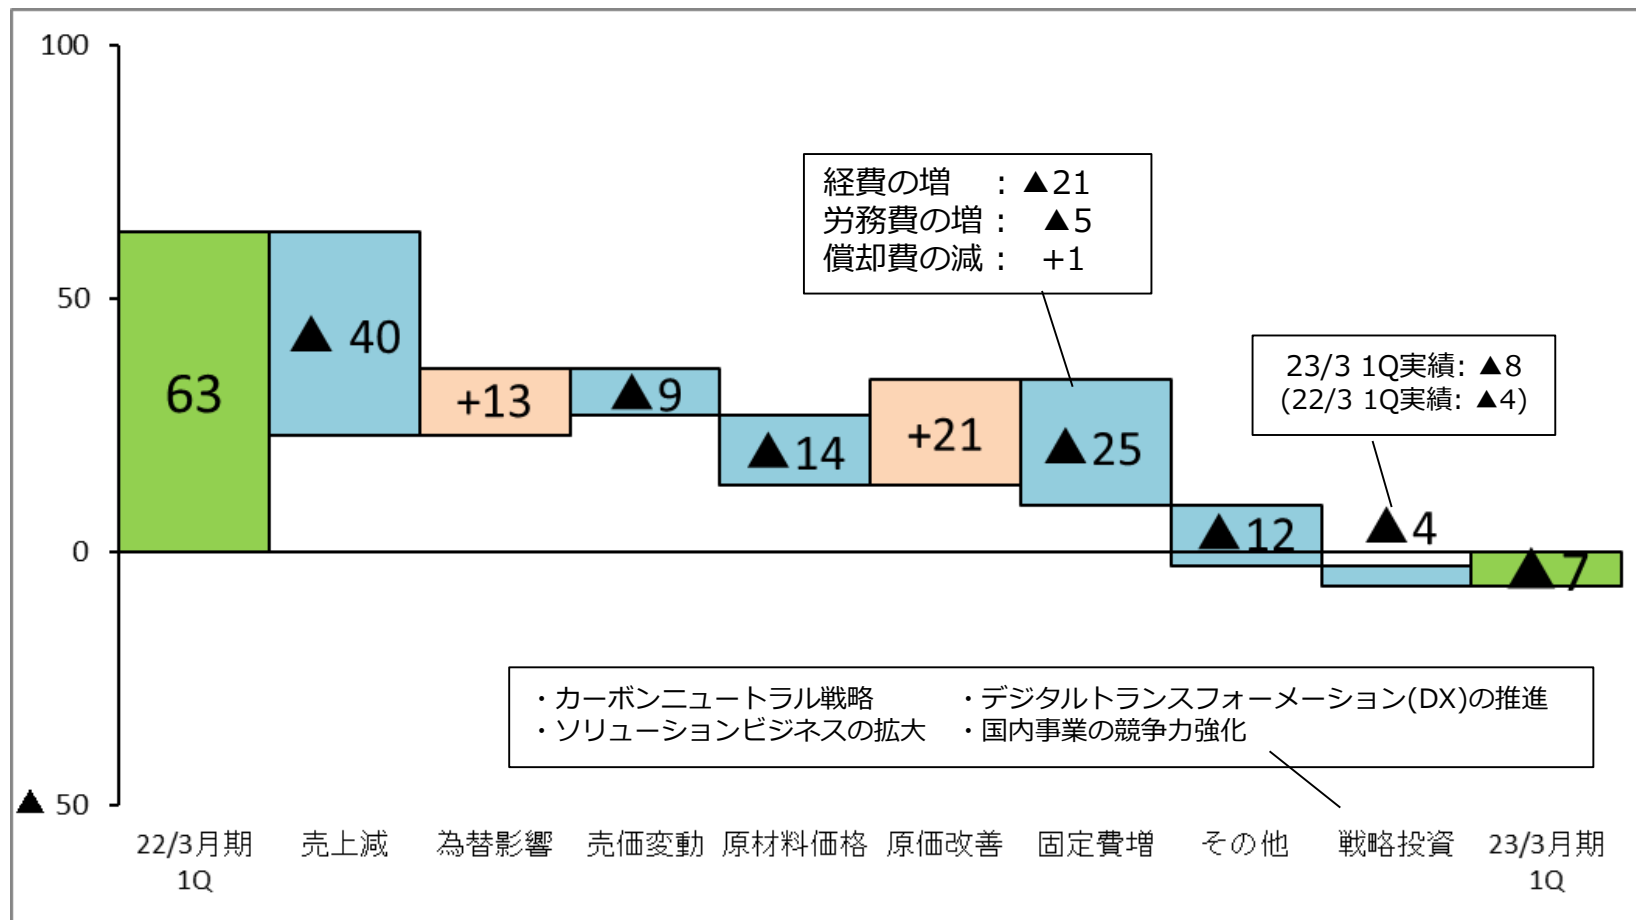 100
50
0
▲ 50
63
▲ 40
+13
▲9
▲14
+21
▲25
▲12
▲4
▲ 7
経費の増 : ▲21
労務費の増 : ▲5
償却費の減 : +1
23/3 1Q実績: ▲8
(22/3 1Q実績: ▲4)
・カーボンニュートラル戦略 ・デジタルトランスフォーメーション(DX)の推進
・ソリューションビジネスの拡大 ・国内事業の競争力強化
22/3月期 売上減 為替影響 売価変動 原材料価格 原価改善 固定費増 その他 戦略投資 23/3月期
1Q 1Q